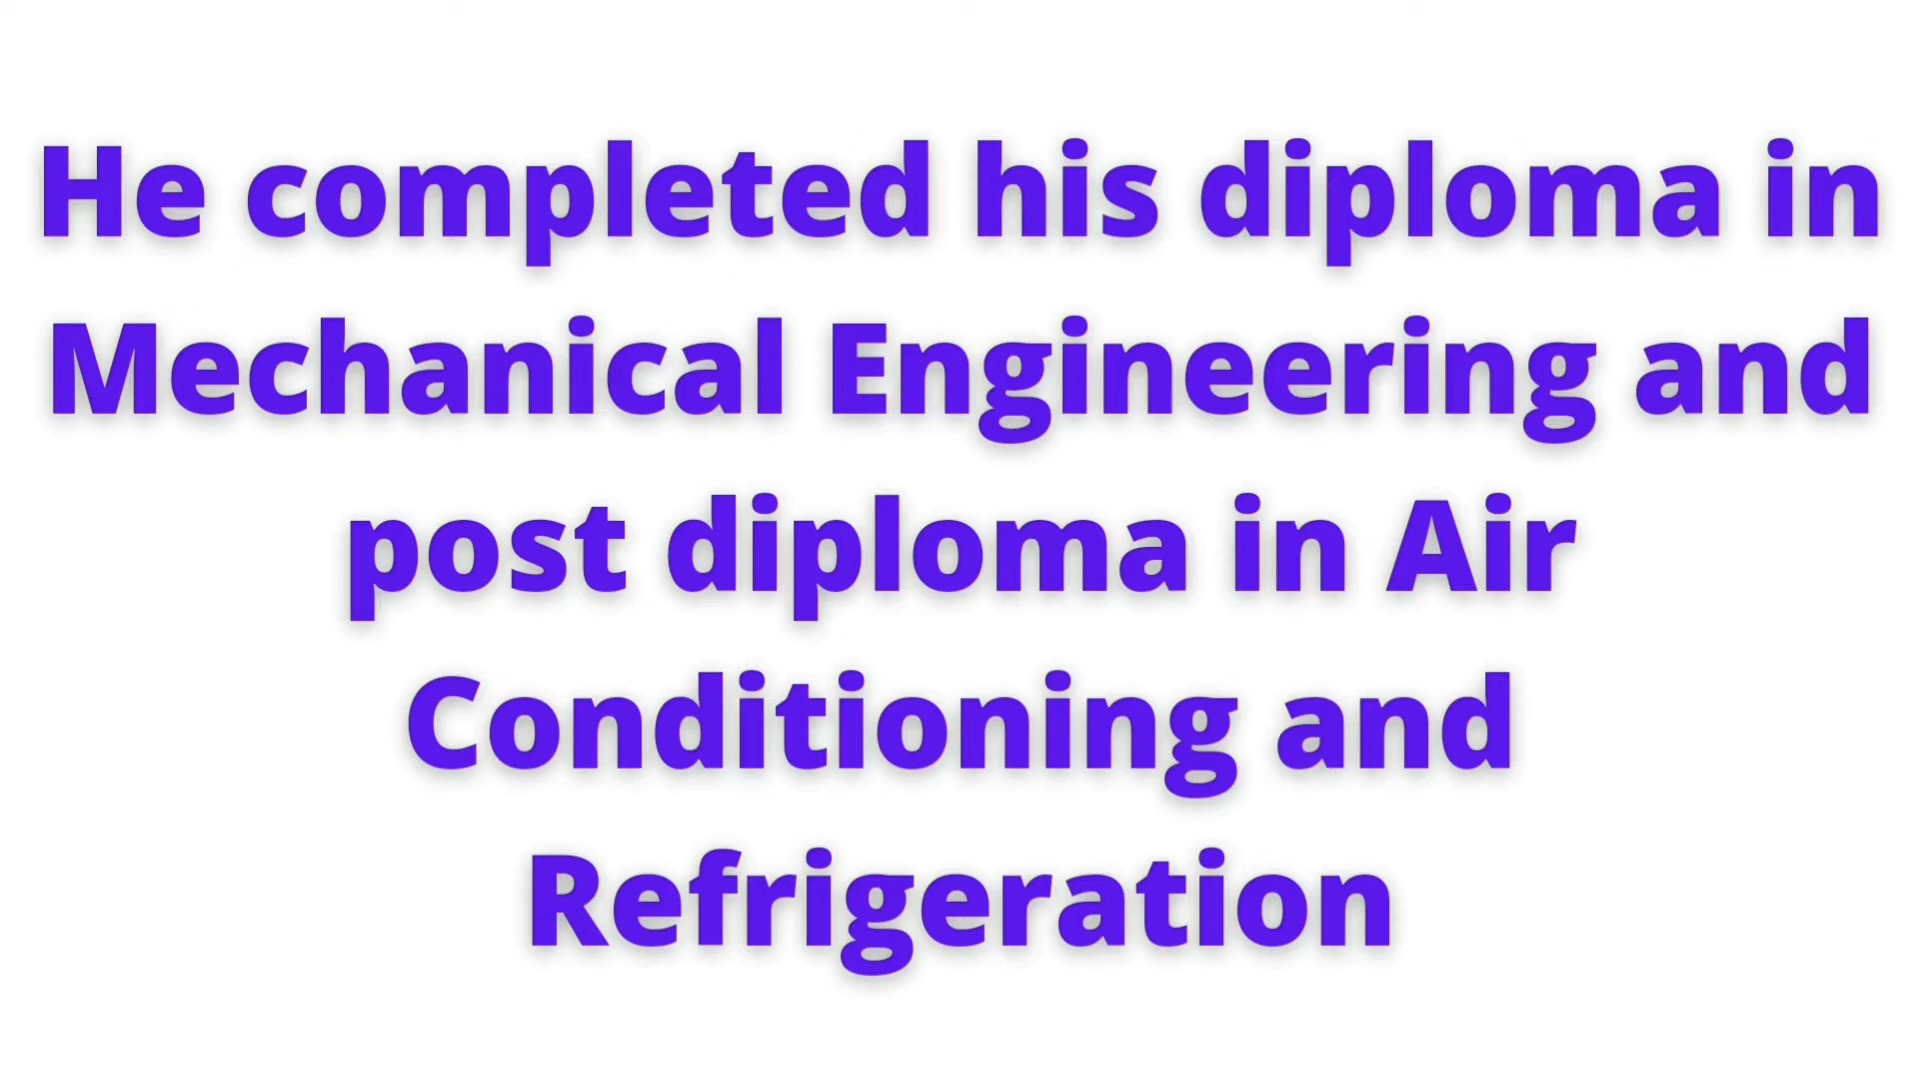 He completed his diploma in
Mechanical Engineering and
post diploma in Air
Conditioning and
Refrigeration